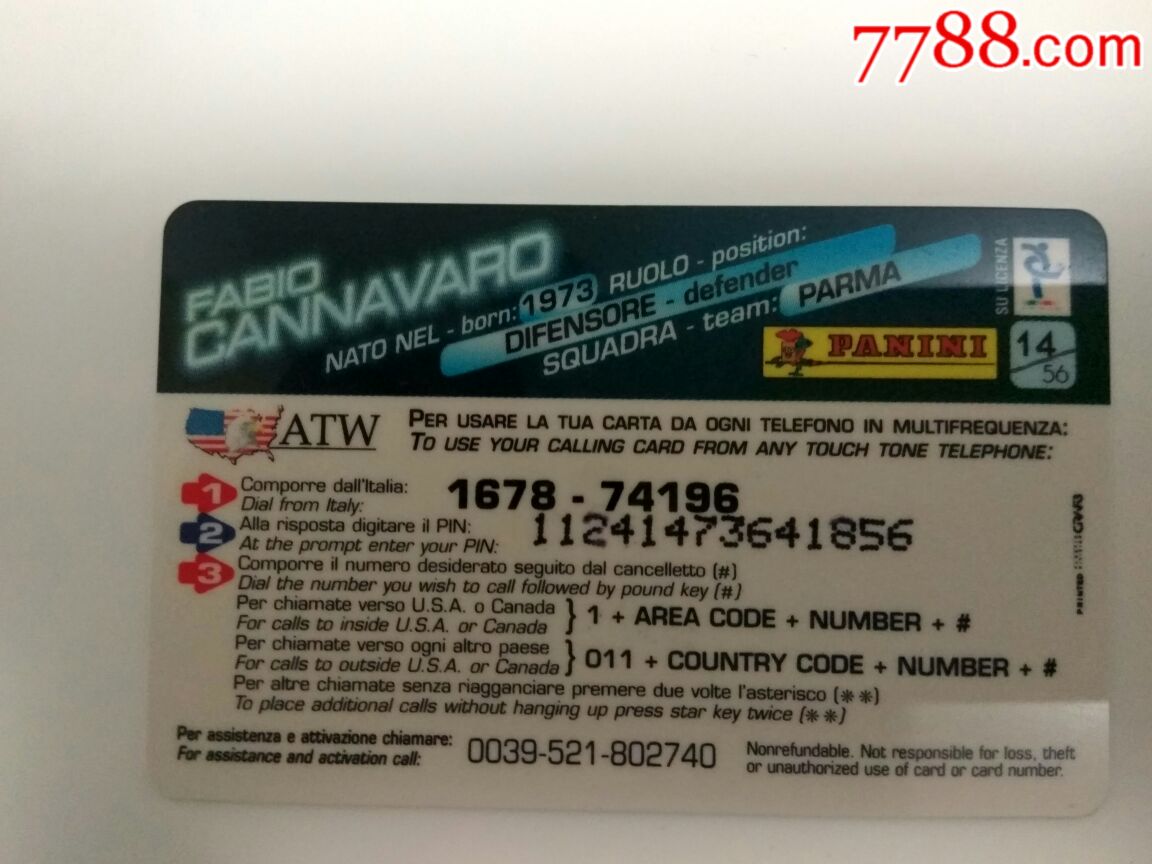 7788.com
FABIO
CANNAVARO
NATO NEL - born: 1973 RUOLO - position:
DIFENSORE - defender
SQUADRA - team: PARMA
SU LICENZA
PANINI
14/56
ATW
PER USARE LA TUA CARTA DA OGNI TELEFONO IN MULTIFREQUENZA:
TO USE YOUR CALLING CARD FROM ANY TOUCH TONE TELEPHONE:
1 Comporre dall'Italia:
Dial from Italy:
1678 - 74196
2 Alla risposta digitare il PIN:
At the prompt enter your PIN:
11241473641856
3 Comporre il numero desiderato seguito dal cancelletto (#)
Dial the number you wish to call followed by pound key (#)
Per chiamate verso U.S.A. o Canada
For calls to inside U.S.A. or Canada
} 1 + AREA CODE + NUMBER + #
Per chiamate verso ogni altro paese
For calls to outside U.S.A. or Canada
} 011 + COUNTRY CODE + NUMBER + #
Per altre chiamate senza riagganciare premere due volte l'asterisco (**)
To place additional calls without hanging up press star key twice (**)
Per assistenza e attivazione chiamare:
For assistance and activation call:
0039-521-802740
Nonrefundable. Not responsible for loss, theft
or unauthorized use of card or card number.
PRINTED